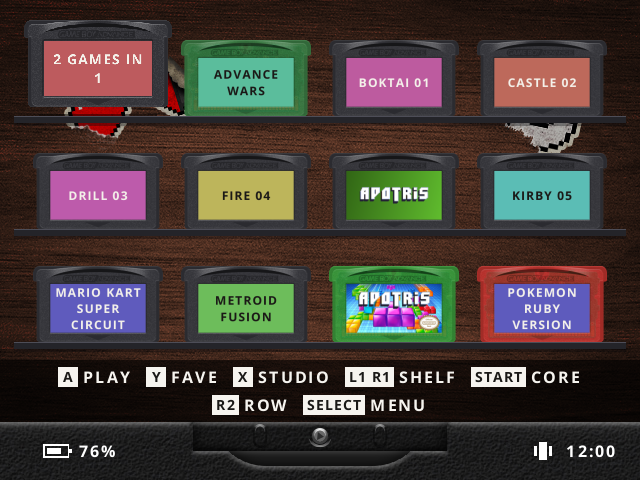 2 GAMES IN
1
ADVANCE
WARS
BOKTAI 01
CASTLE 02
DRILL 03
FIRE 04
APOTRIS
KIRBY 05
MARIO KART
SUPER
CIRCUIT
METROID
FUSION
APOTRIS
POKEMON
RUBY
VERSION
A PLAY Y FAVE X STUDIO L1 R1 SHELF START CORE
R2 ROW SELECT MENU
76% 12:00